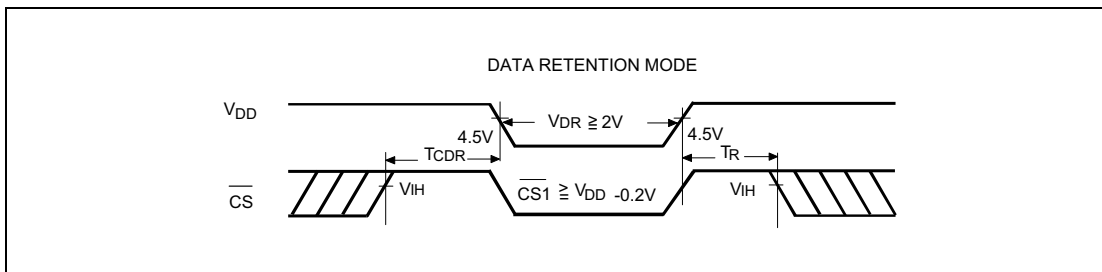 DATA RETENTION MODE
VDD
VDR ≧ 2V
4.5V
4.5V
TCDR
TR
CS
VIH
CS1 ≧ VDD -0.2V
VIH